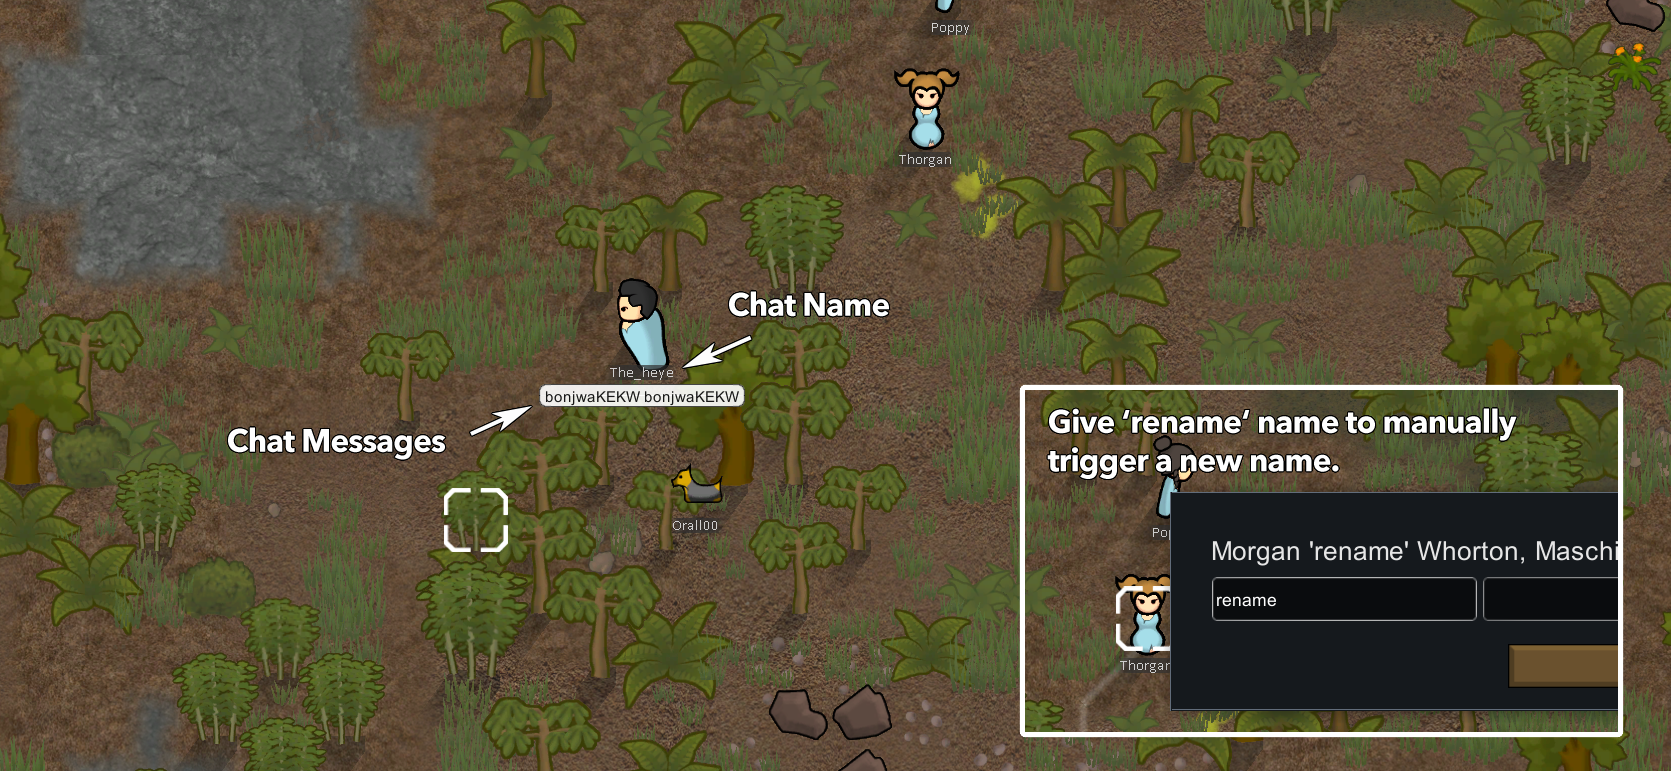 Poppy
Thorgan
Chat Name
The_heye
bonjwaKEKW bonjwaKEKW
Chat Messages
Orall00
Give ‘rename‘ name to manually
trigger a new name.
Pop
Morgan 'rename' Whorton, Maschi
rename
Thorgan